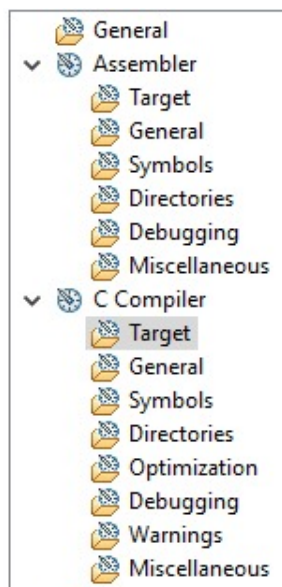 General
Assembler
Target
General
Symbols
Directories
Debugging
Miscellaneous
C Compiler
Target
General
Symbols
Directories
Optimization
Debugging
Warnings
Miscellaneous